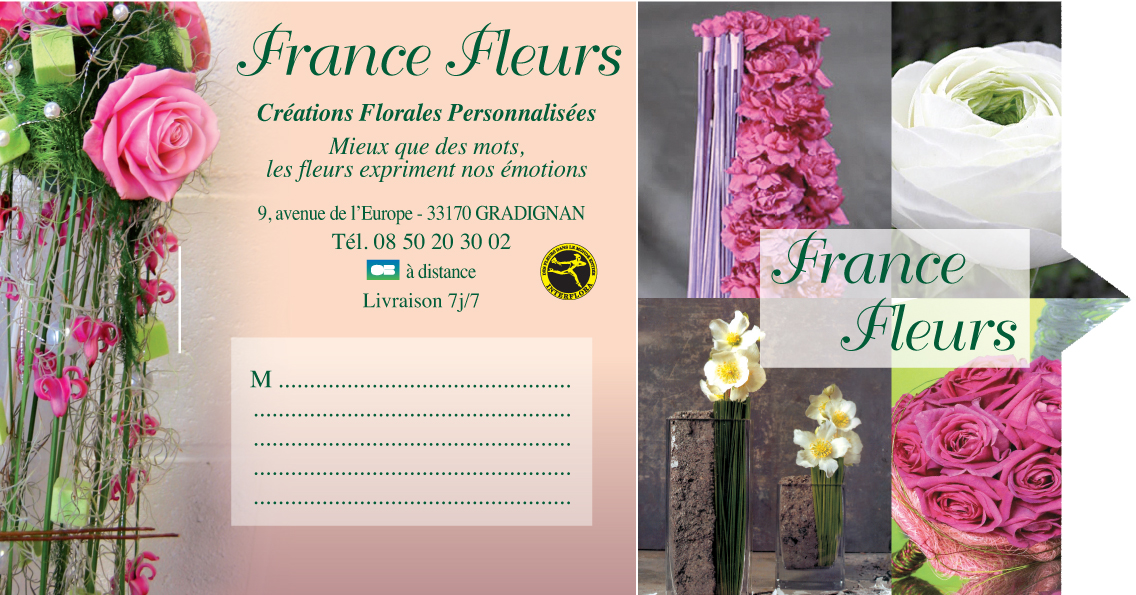 France Fleurs
Créations Florales Personnalisées
Mieux que des mots,
les fleurs expriment nos émotions
9, avenue de l'Europe - 33170 GRADIGNAN
Tél. 08 50 20 30 02
CB à distance
Livraison 7j/7
INTERFLORA
M ...............................................
...................................................
...................................................
...................................................
...................................................
France
Fleurs